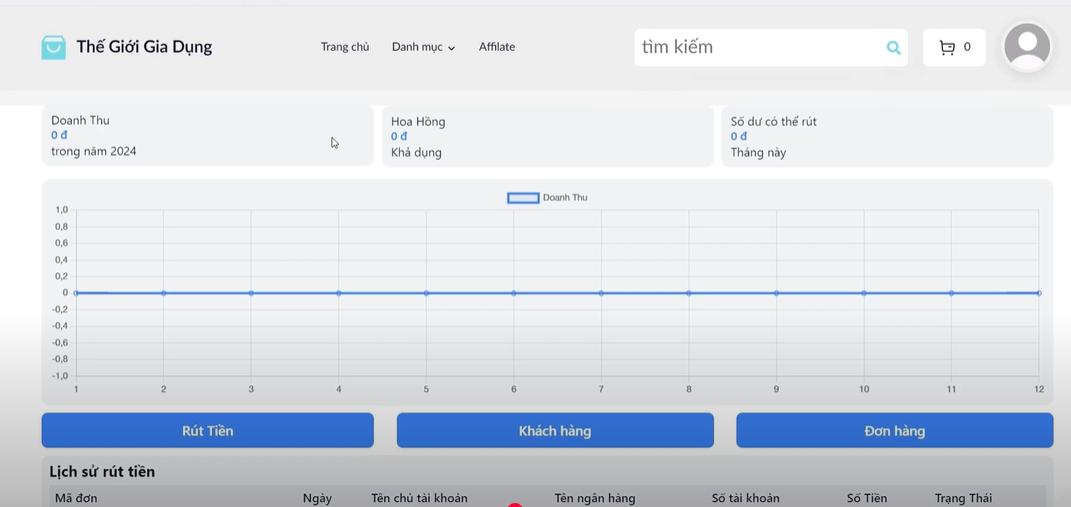 Thế Giới Gia Dụng
Trang chủ
Danh mục
Affilate
tìm kiếm
0
Doanh Thu
0 đ
trong năm 2024
Hoa Hồng
0 đ
Khả dụng
Số dư có thể rút
0 đ
Tháng này
Doanh Thu
1,0
0,8
0,6
0,4
0,2
0
-0,2
-0,4
-0,6
-0,8
-1,0
1 2 3 4 5 6 7 8 9 10 11 12
Rút Tiền
Khách hàng
Đơn hàng
Lịch sử rút tiền
Mã đơn Ngày Tên chủ tài khoản Tên ngân hàng Số tài khoản Số Tiền Trạng Thái